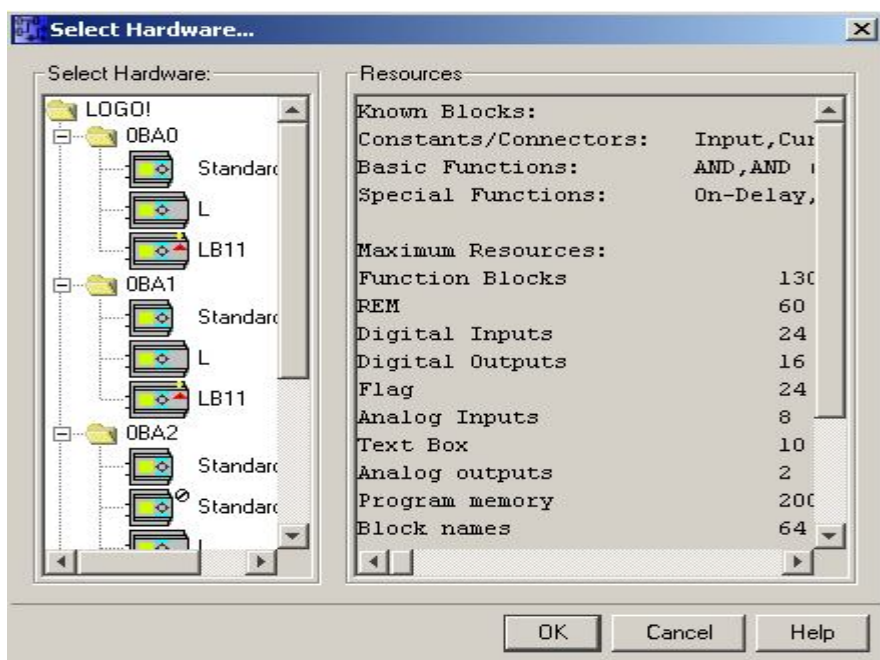 Select Hardware...
Select Hardware:
LOGO!
0BA0
Standard
L
LB11
0BA1
Standard
L
LB11
0BA2
Standard
Standard
L
Resources
Known Blocks:
Constants/Connectors: Input,Cur
Basic Functions: AND,AND
Special Functions: On-Delay,
Maximum Resources:
Function Blocks 130
REM 60
Digital Inputs 24
Digital Outputs 16
Flag 24
Analog Inputs 8
Text Box 10
Analog outputs 2
Program memory 200
Block names 64
OK Cancel Help